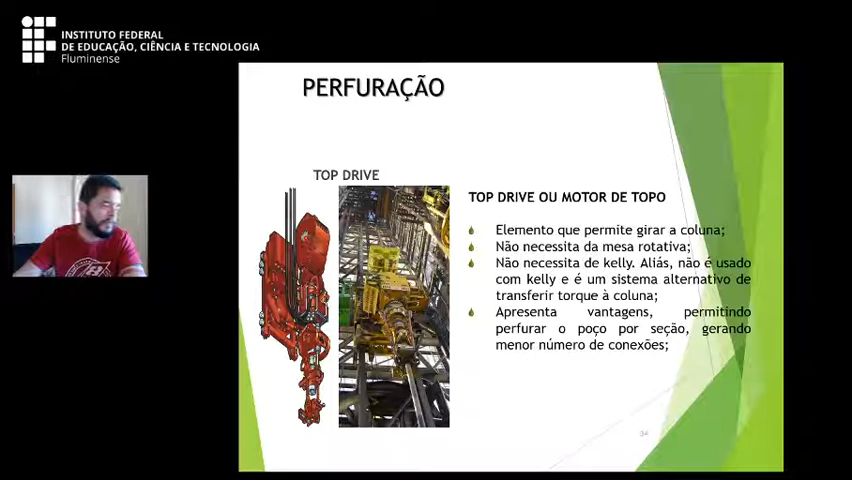 INSTITUTO FEDERAL
DE EDUCAÇÃO, CIÊNCIA E TECNOLOGIA
Fluminense
PERFURAÇÃO
TOP DRIVE
TOP DRIVE OU MOTOR DE TOPO
Elemento que permite girar a coluna;
Não necessita da mesa rotativa;
Não necessita de kelly. Aliás, não é usado
com kelly e é um sistema alternativo de
transferir torque à coluna;
Apresenta vantagens, permitindo
perfurar o poço por seção, gerando
menor número de conexões;
34